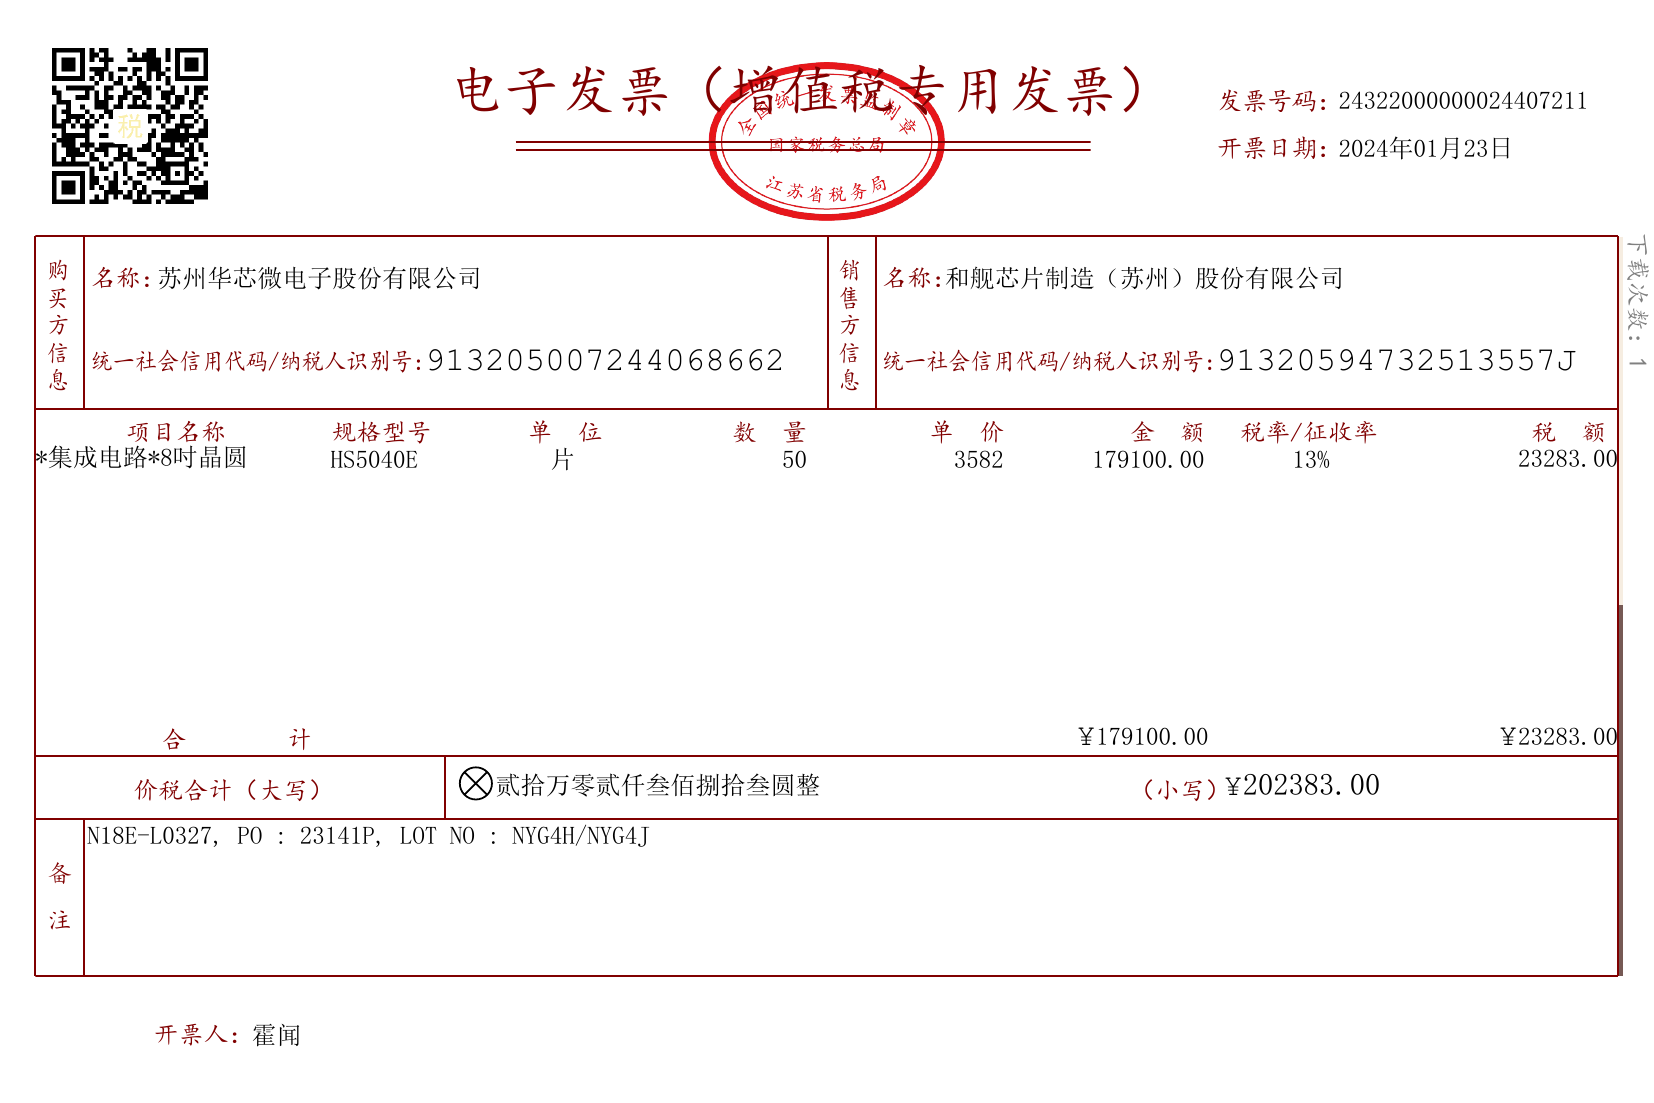 电子发票（增值税专用发票）
税
全国统一发票监制章
国家税务总局
江苏省税务局
发票号码：24322000000024407211
开票日期：2024年01月23日
下载次数：1
购买方信息
名称：苏州华芯微电子股份有限公司
统一社会信用代码/纳税人识别号：913205007244068662
销售方信息
名称：和舰芯片制造（苏州）股份有限公司
统一社会信用代码/纳税人识别号：91320594732513557J
项目名称 规格型号 单 位 数 量 单 价 金 额 税率/征收率 税 额
*集成电路*8吋晶圆 HS5040E 片 50 3582 179100.00 13% 23283.00
合 计 ¥179100.00 ¥23283.00
价税合计（大写） ⊗贰拾万零贰仟叁佰捌拾叁圆整 （小写）¥202383.00
备注
N18E-L0327, PO : 23141P, LOT NO : NYG4H/NYG4J
开票人：霍闻